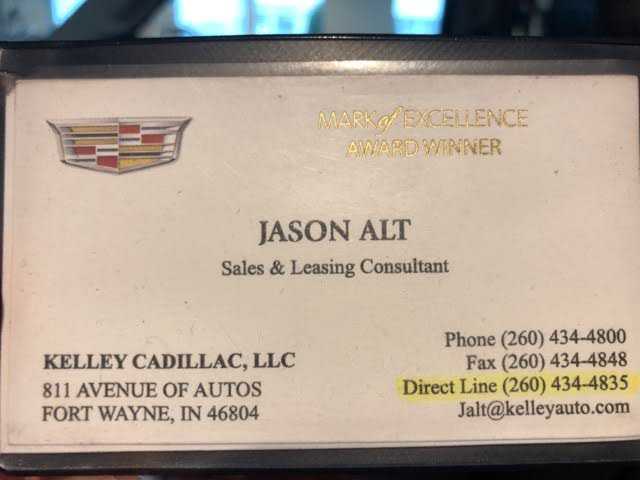 MARK of EXCELLENCE
AWARD WINNER
JASON ALT
Sales & Leasing Consultant
KELLEY CADILLAC, LLC
811 AVENUE OF AUTOS
FORT WAYNE, IN 46804
Phone (260) 434-4800
Fax (260) 434-4848
Direct Line (260) 434-4835
Jalt@kelleyauto.com